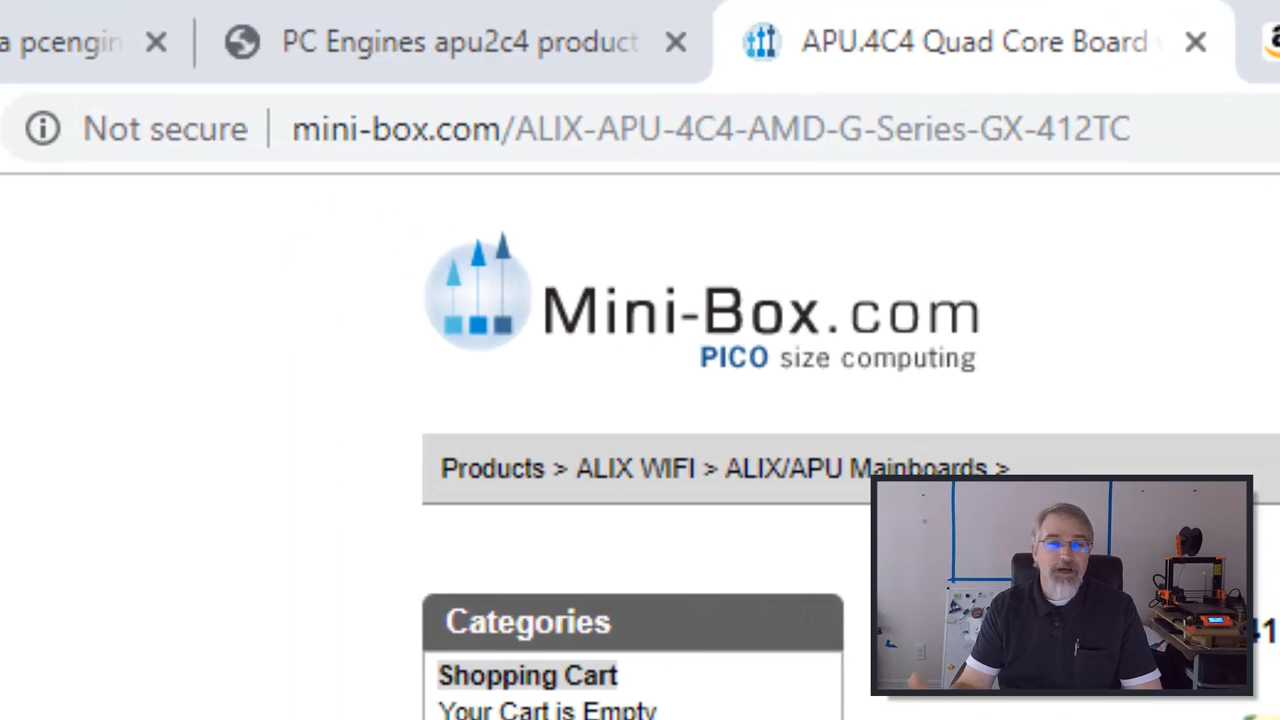 a pcengin
PC Engines apu2c4 product
APU.4C4 Quad Core Board
Not secure
mini-box.com/ALIX-APU-4C4-AMD-G-Series-GX-412TC
Mini-Box.com
PICO size computing
Products > ALIX WIFI > ALIX/APU Mainboards >
Categories
Shopping Cart
Your Cart is Empty